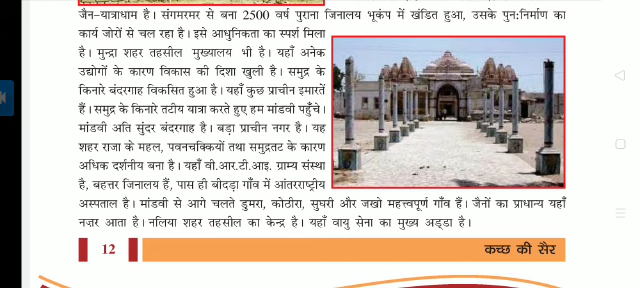 जैन-यात्राधाम है। संगमरमर से बना 2500 वर्ष पुराना जिनालय भूकंप में खंडित हुआ, उसके पुन:निर्माण का
कार्य जोरों से चल रहा है। इसे आधुनिकता का स्पर्श मिला
है। मुन्द्रा शहर तहसील मुख्यालय भी है। यहाँ अनेक
उद्योगों के कारण विकास की दिशा खुली है। समुद्र के
किनारे बंदरगाह विकसित हुआ है। यहाँ कुछ प्राचीन इमारतें
हैं। समुद्र के किनारे तटीय यात्रा करते हुए हम मांडवी पहुँचे।
मांडवी अति सुंदर बंदरगाह है। बड़ा प्राचीन नगर है। यह
शहर राजा के महल, पवनचक्कियों तथा समुद्रतट के कारण
अधिक दर्शनीय बना है। यहाँ वी.आर.टी.आइ. ग्राम्य संस्था
है, बहत्तर जिनालय हैं, पास ही बीदड़ा गाँव में आंतरराष्ट्रीय
अस्पताल है। मांडवी से आगे चलते डुमरा, कोठीरा, सुघरी और जखो महत्त्वपूर्ण गाँव हैं। जैनों का प्राधान्य यहाँ
नज़र आता है। नलिया शहर तहसील का केन्द्र है। यहाँ वायु सेना का मुख्य अड्डा है।
12 कच्छ की सैर